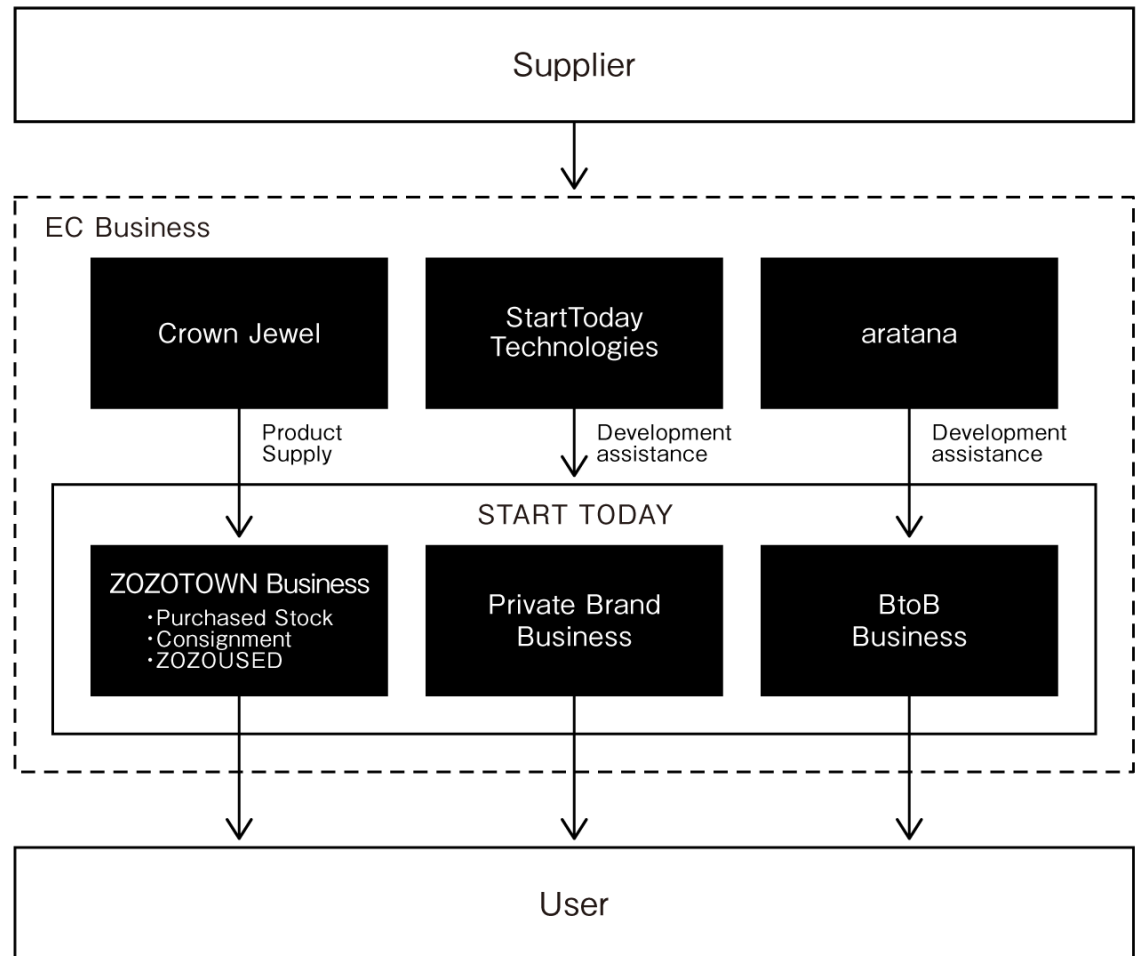 Supplier
EC Business
Crown Jewel
StartToday
Technologies
aratana
Product
Supply
Development
assistance
Development
assistance
START TODAY
ZOZOTOWN Business
・Purchased Stock
・Consignment
・ZOZOUSED
Private Brand
Business
BtoB
Business
User